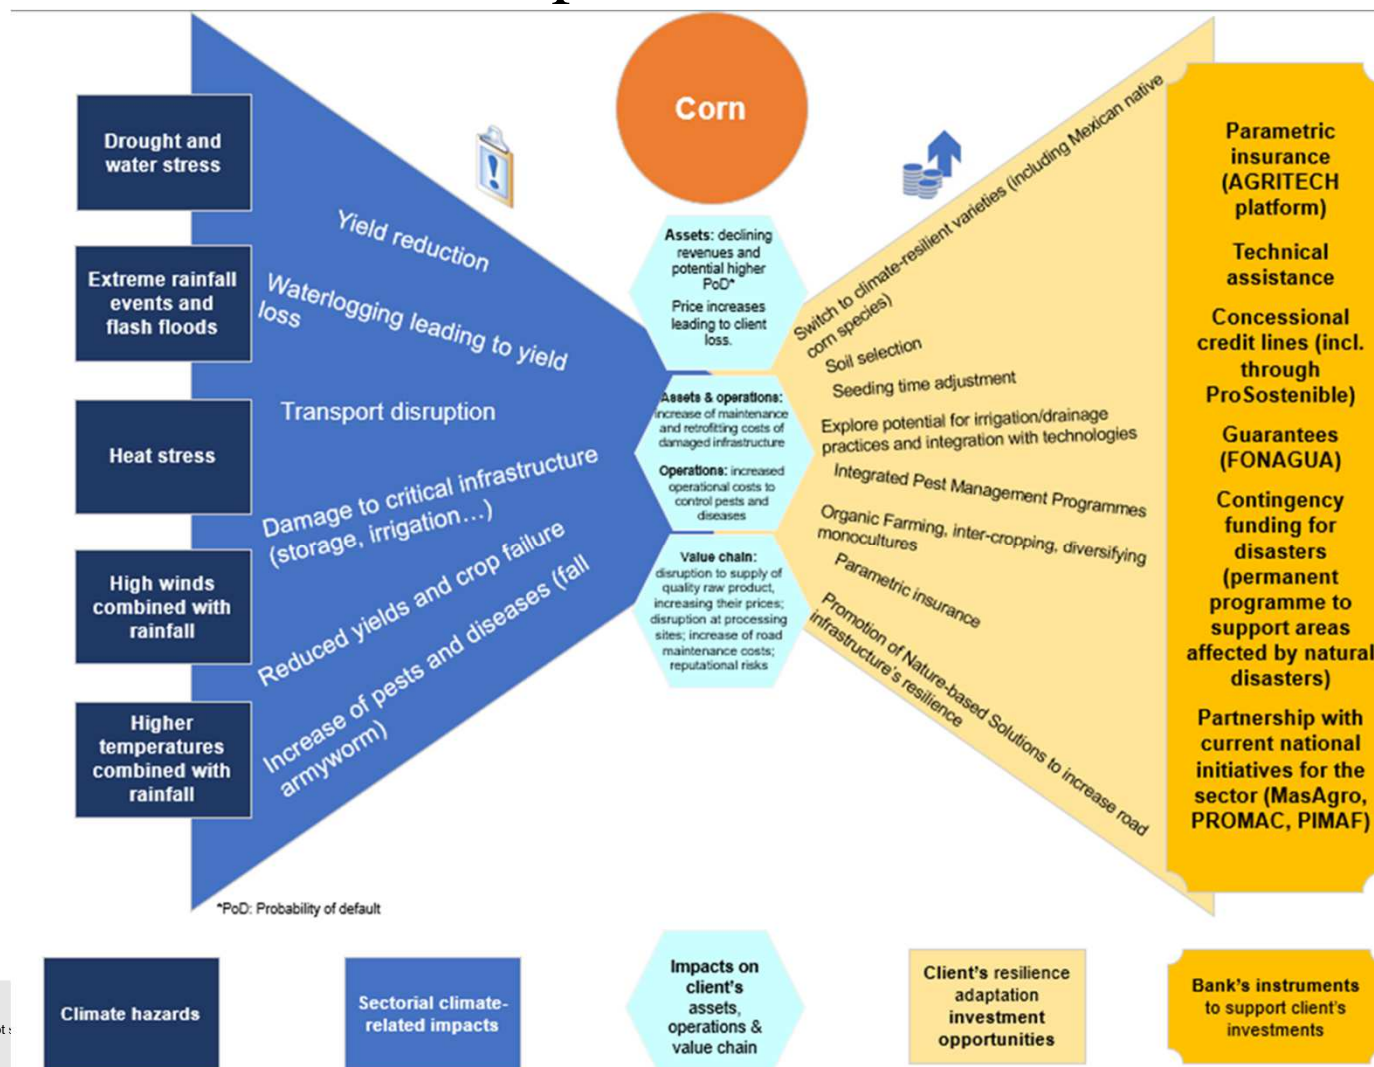 Corn
Drought and
water stress
Extreme rainfall
events and
flash floods
Heat stress
High winds
combined with
rainfall
Higher
temperatures
combined with
rainfall
Yield reduction
Waterlogging leading to yield
loss
Transport disruption
Damage to critical infrastructure
(storage, irrigation…)
Reduced yields and crop failure
Increase of pests and diseases (fall
armyworm)
Assets: declining
revenues and
potential higher
PoD*
Price increases
leading to client
loss.
Assets & operations:
increase of maintenance
and retrofitting costs of
damaged infrastructure
Operations: increased
operational costs to
control pests and
diseases
Value chain:
disruption to supply of
quality raw product,
increasing their prices;
disruption at processing
sites; increase of road
maintenance costs;
reputational risks
Switch to climate-resilient varieties (including Mexican native
corn species)
Soil selection
Seeding time adjustment
Explore potential for irrigation/drainage
practices and integration with technologies
Integrated Pest Management Programmes
Organic Farming, inter-cropping, diversifying
monocultures
Parametric insurance
Promotion of Nature-based Solutions to increase road
infrastructure's resilience
Parametric
insurance
(AGRITECH
platform)
Technical
assistance
Concessional
credit lines (incl.
through
ProSostenible)
Guarantees
(FONAGUA)
Contingency
funding for
disasters
(permanent
programme to
support areas
affected by natural
disasters)
Partnership with
current national
initiatives for the
sector (MasAgro,
PROMAC, PIMAF)
*PoD: Probability of default
Climate hazards
Sectorial climate-
related impacts
Impacts on
client's
assets,
operations &
value chain
Client's resilience
adaptation
investment
opportunities
Bank's instruments
to support client's
investments